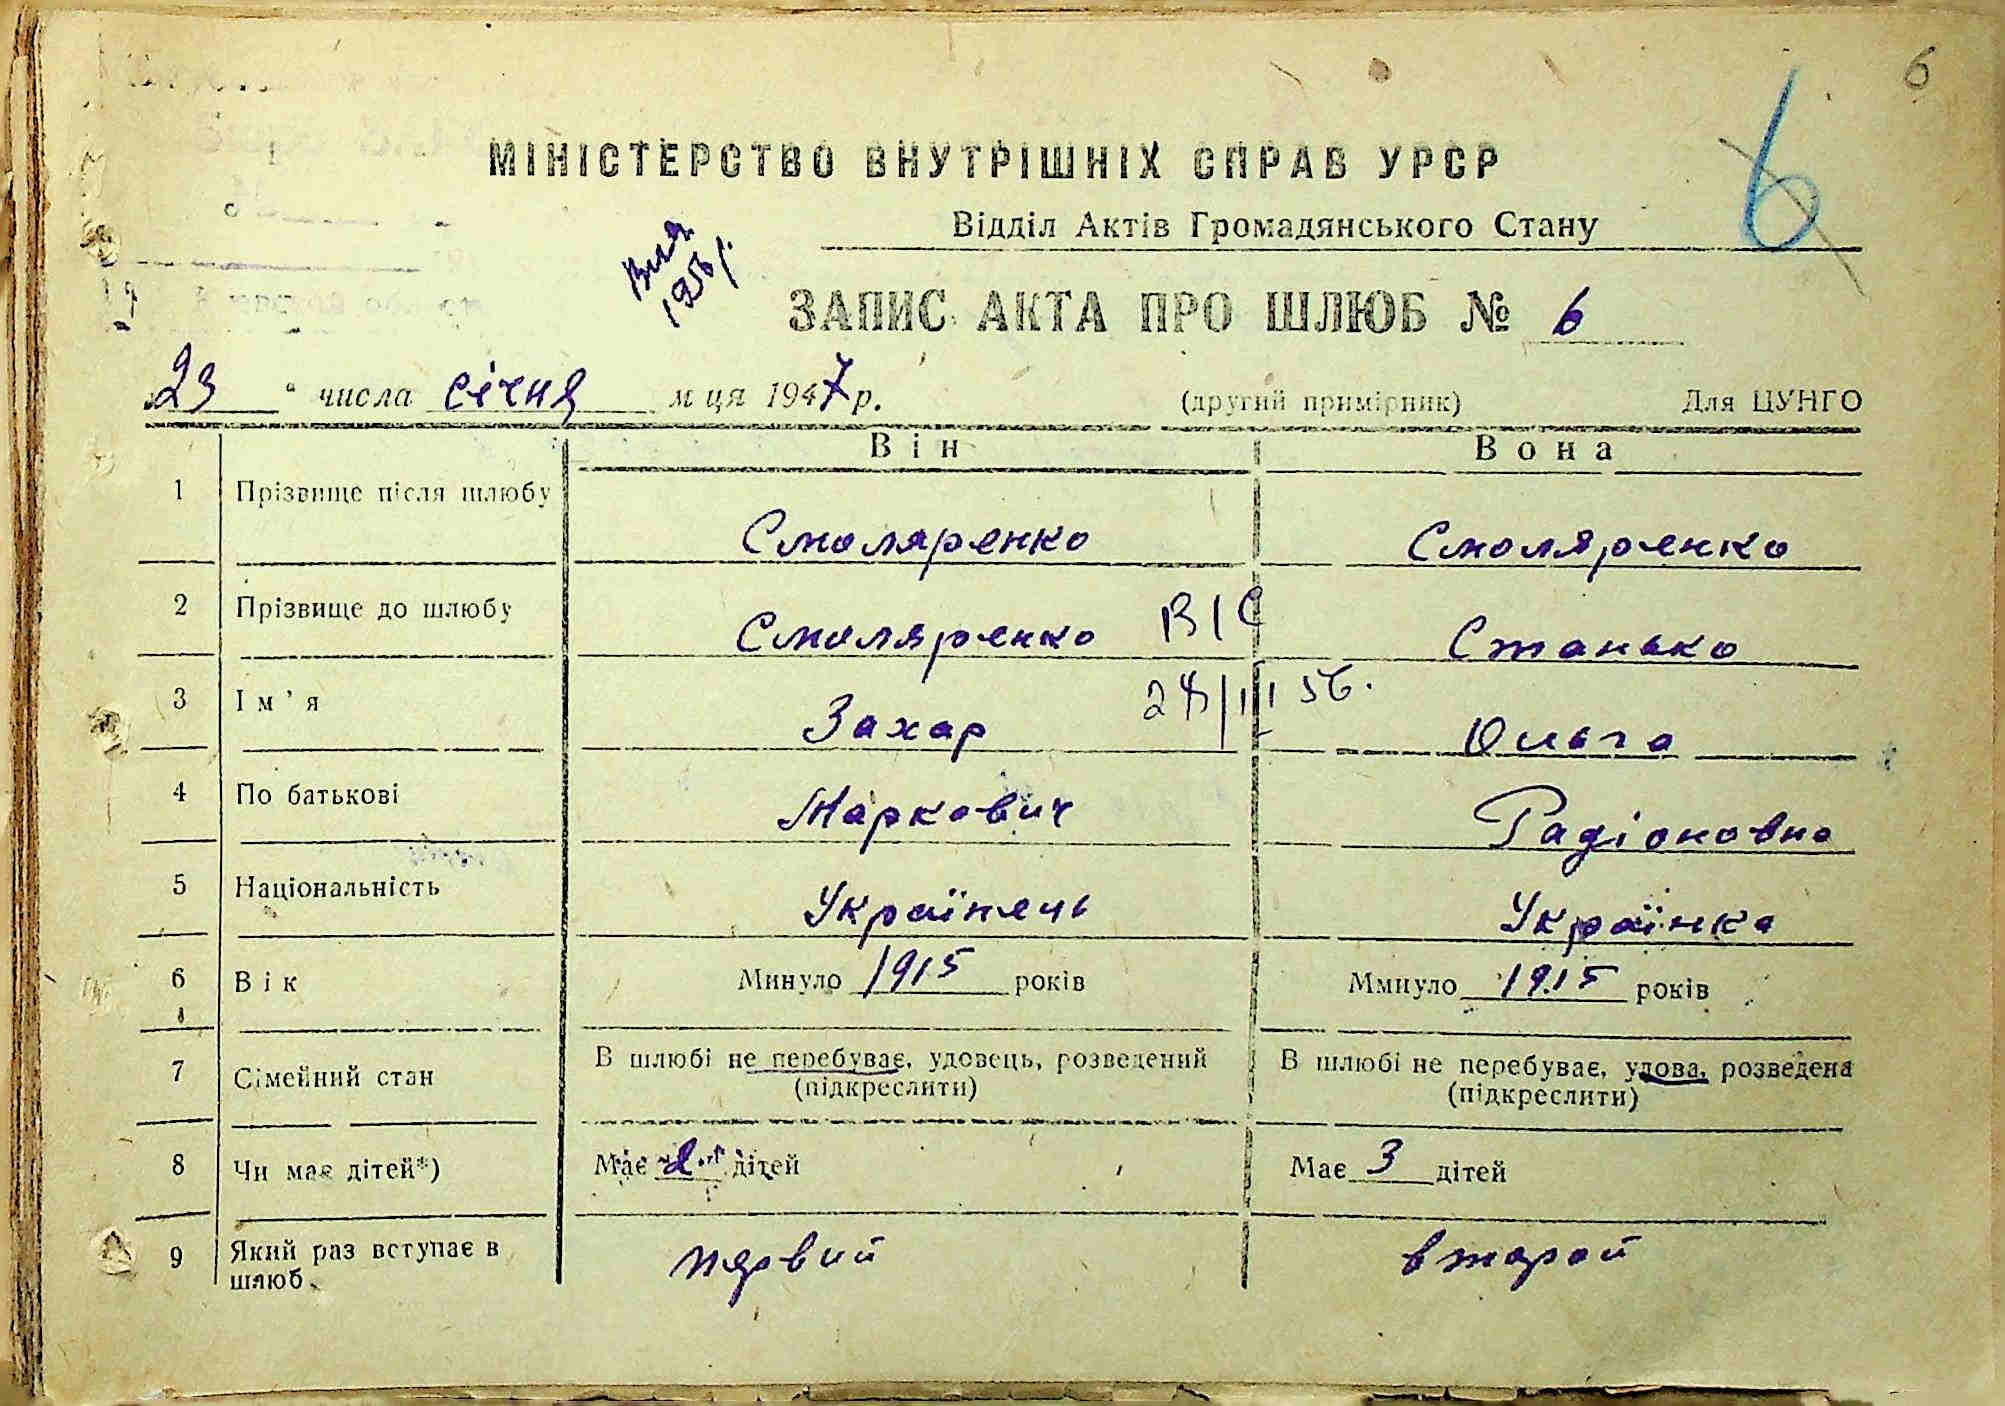 6
6
МІНІСТЕРСТВО ВНУТРІШНІХ СПРАВ УРСР
Відділ Актів Громадянського Стану
1956 р.
ЗАПИС АКТА ПРО ШЛЮБ № 6
23 " числа січня м ця 1947 р. (другий примірник) Для ЦУНГО
Він Вона
1 Прізвище після шлюбу Смоляренко Смоляренко
2 Прізвище до шлюбу Смоляренко В/С Станько
3 Ім'я Захар 56. Ольга
4 По батькові Маркович Радіоновна
5 Національність Українець Українка
6 Вік Минуло 1915 років Ммнуло 1915 років
7 Сімейний стан В шлюбі не перебуває, удовець, розведений В шлюбі не перебуває, удова, розведена
(підкреслити) (підкреслити)
8 Чи має дітей*) Має дітей Має 3 дітей
9 Який раз вступає в шлюб первий второй